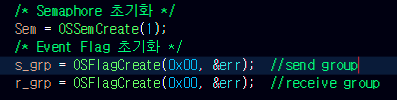 /* Semaphore 초기화 */
Sem = OSSemCreate(1);
/* Event Flag 초기화 */
s_grp = OSFlagCreate(0x00, &err);  //send group
r_grp = OSFlagCreate(0x00, &err);  //receive group